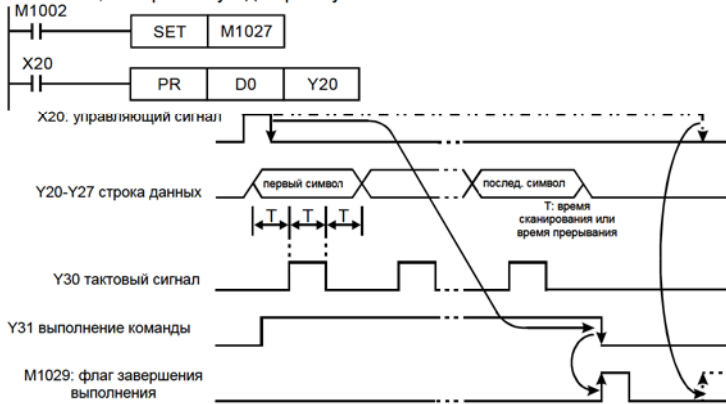 M1002
SET M1027
X20
PR D0 Y20
X20: управляющий сигнал
Y20-Y27 строка данных
первый символ
послед. символ
T T T
T: время
сканирования или
время прерывания
Y30 тактовый сигнал
Y31 выполнение команды
M1029: флаг завершения
выполнения